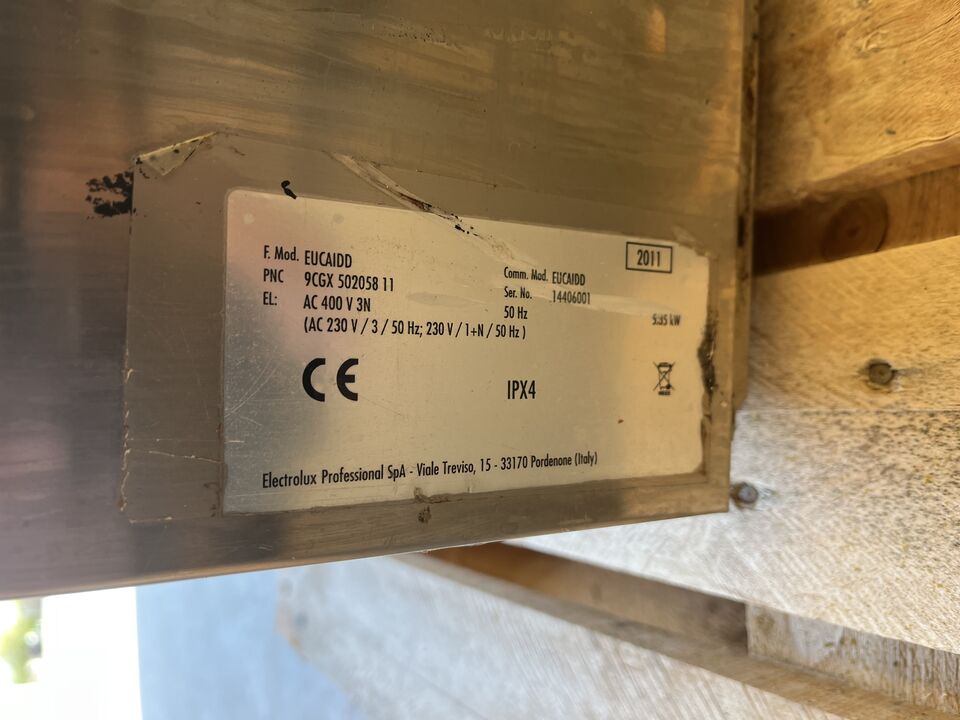 2011
F. Mod. EUCAIDD
Comm. Mod. EUCAIDD
PNC 9CGX 502058 11
Ser. No. 14406001
EL: AC 400 V 3N
50 Hz
kW
(AC 230 V / 3 / 50 Hz; 230 V / 1+N / 50 Hz )
CE
IPX4
Electrolux Professional SpA - Viale Treviso, 15 - 33170 Pordenone (Italy)